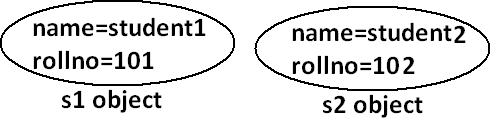 name=student1
rollno=101
s1 object
name=student2
rollno=102
s2 object